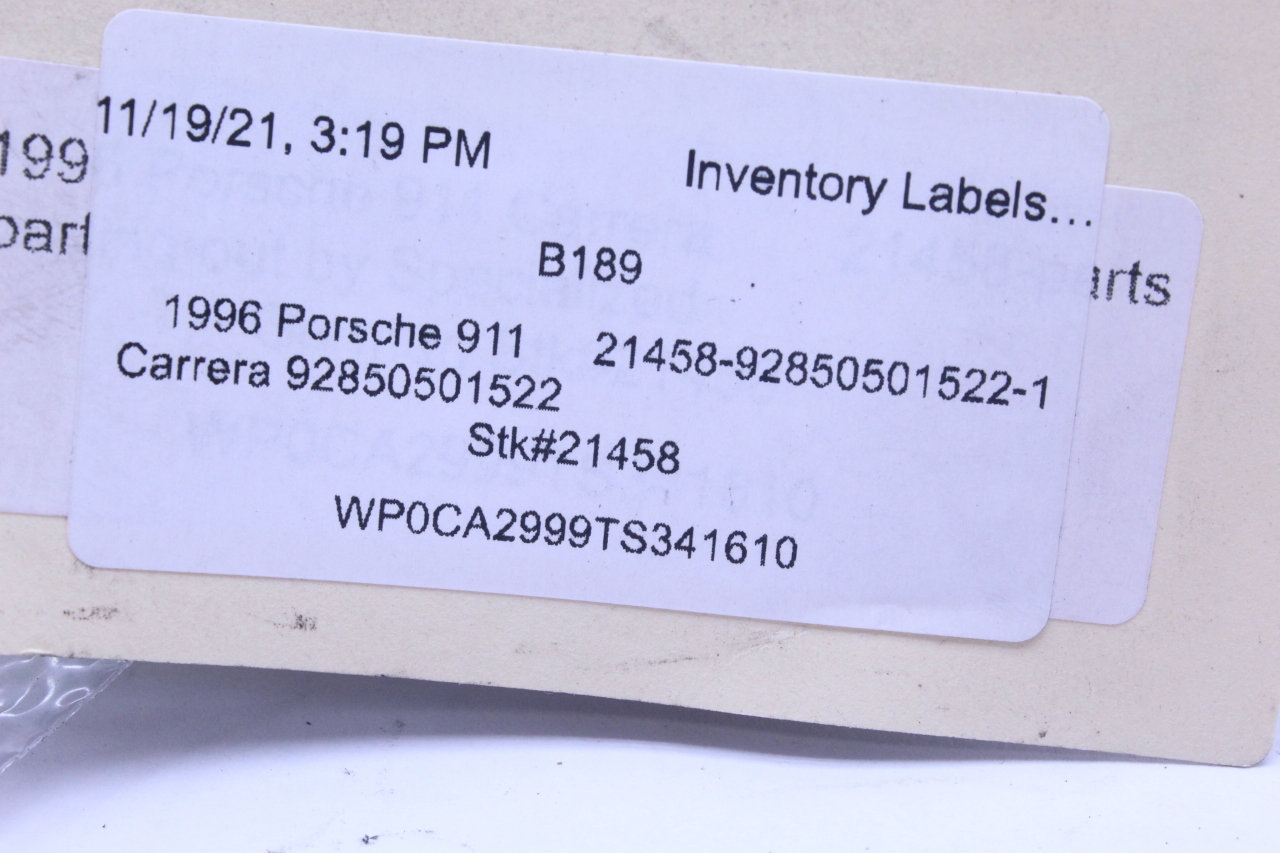 11/19/21, 3:19 PM
Inventory Labels...
B189
1996 Porsche 911
Carrera 92850501522
21458-92850501522-1
Stk#21458
WP0CA2999TS341610
199
part
arts